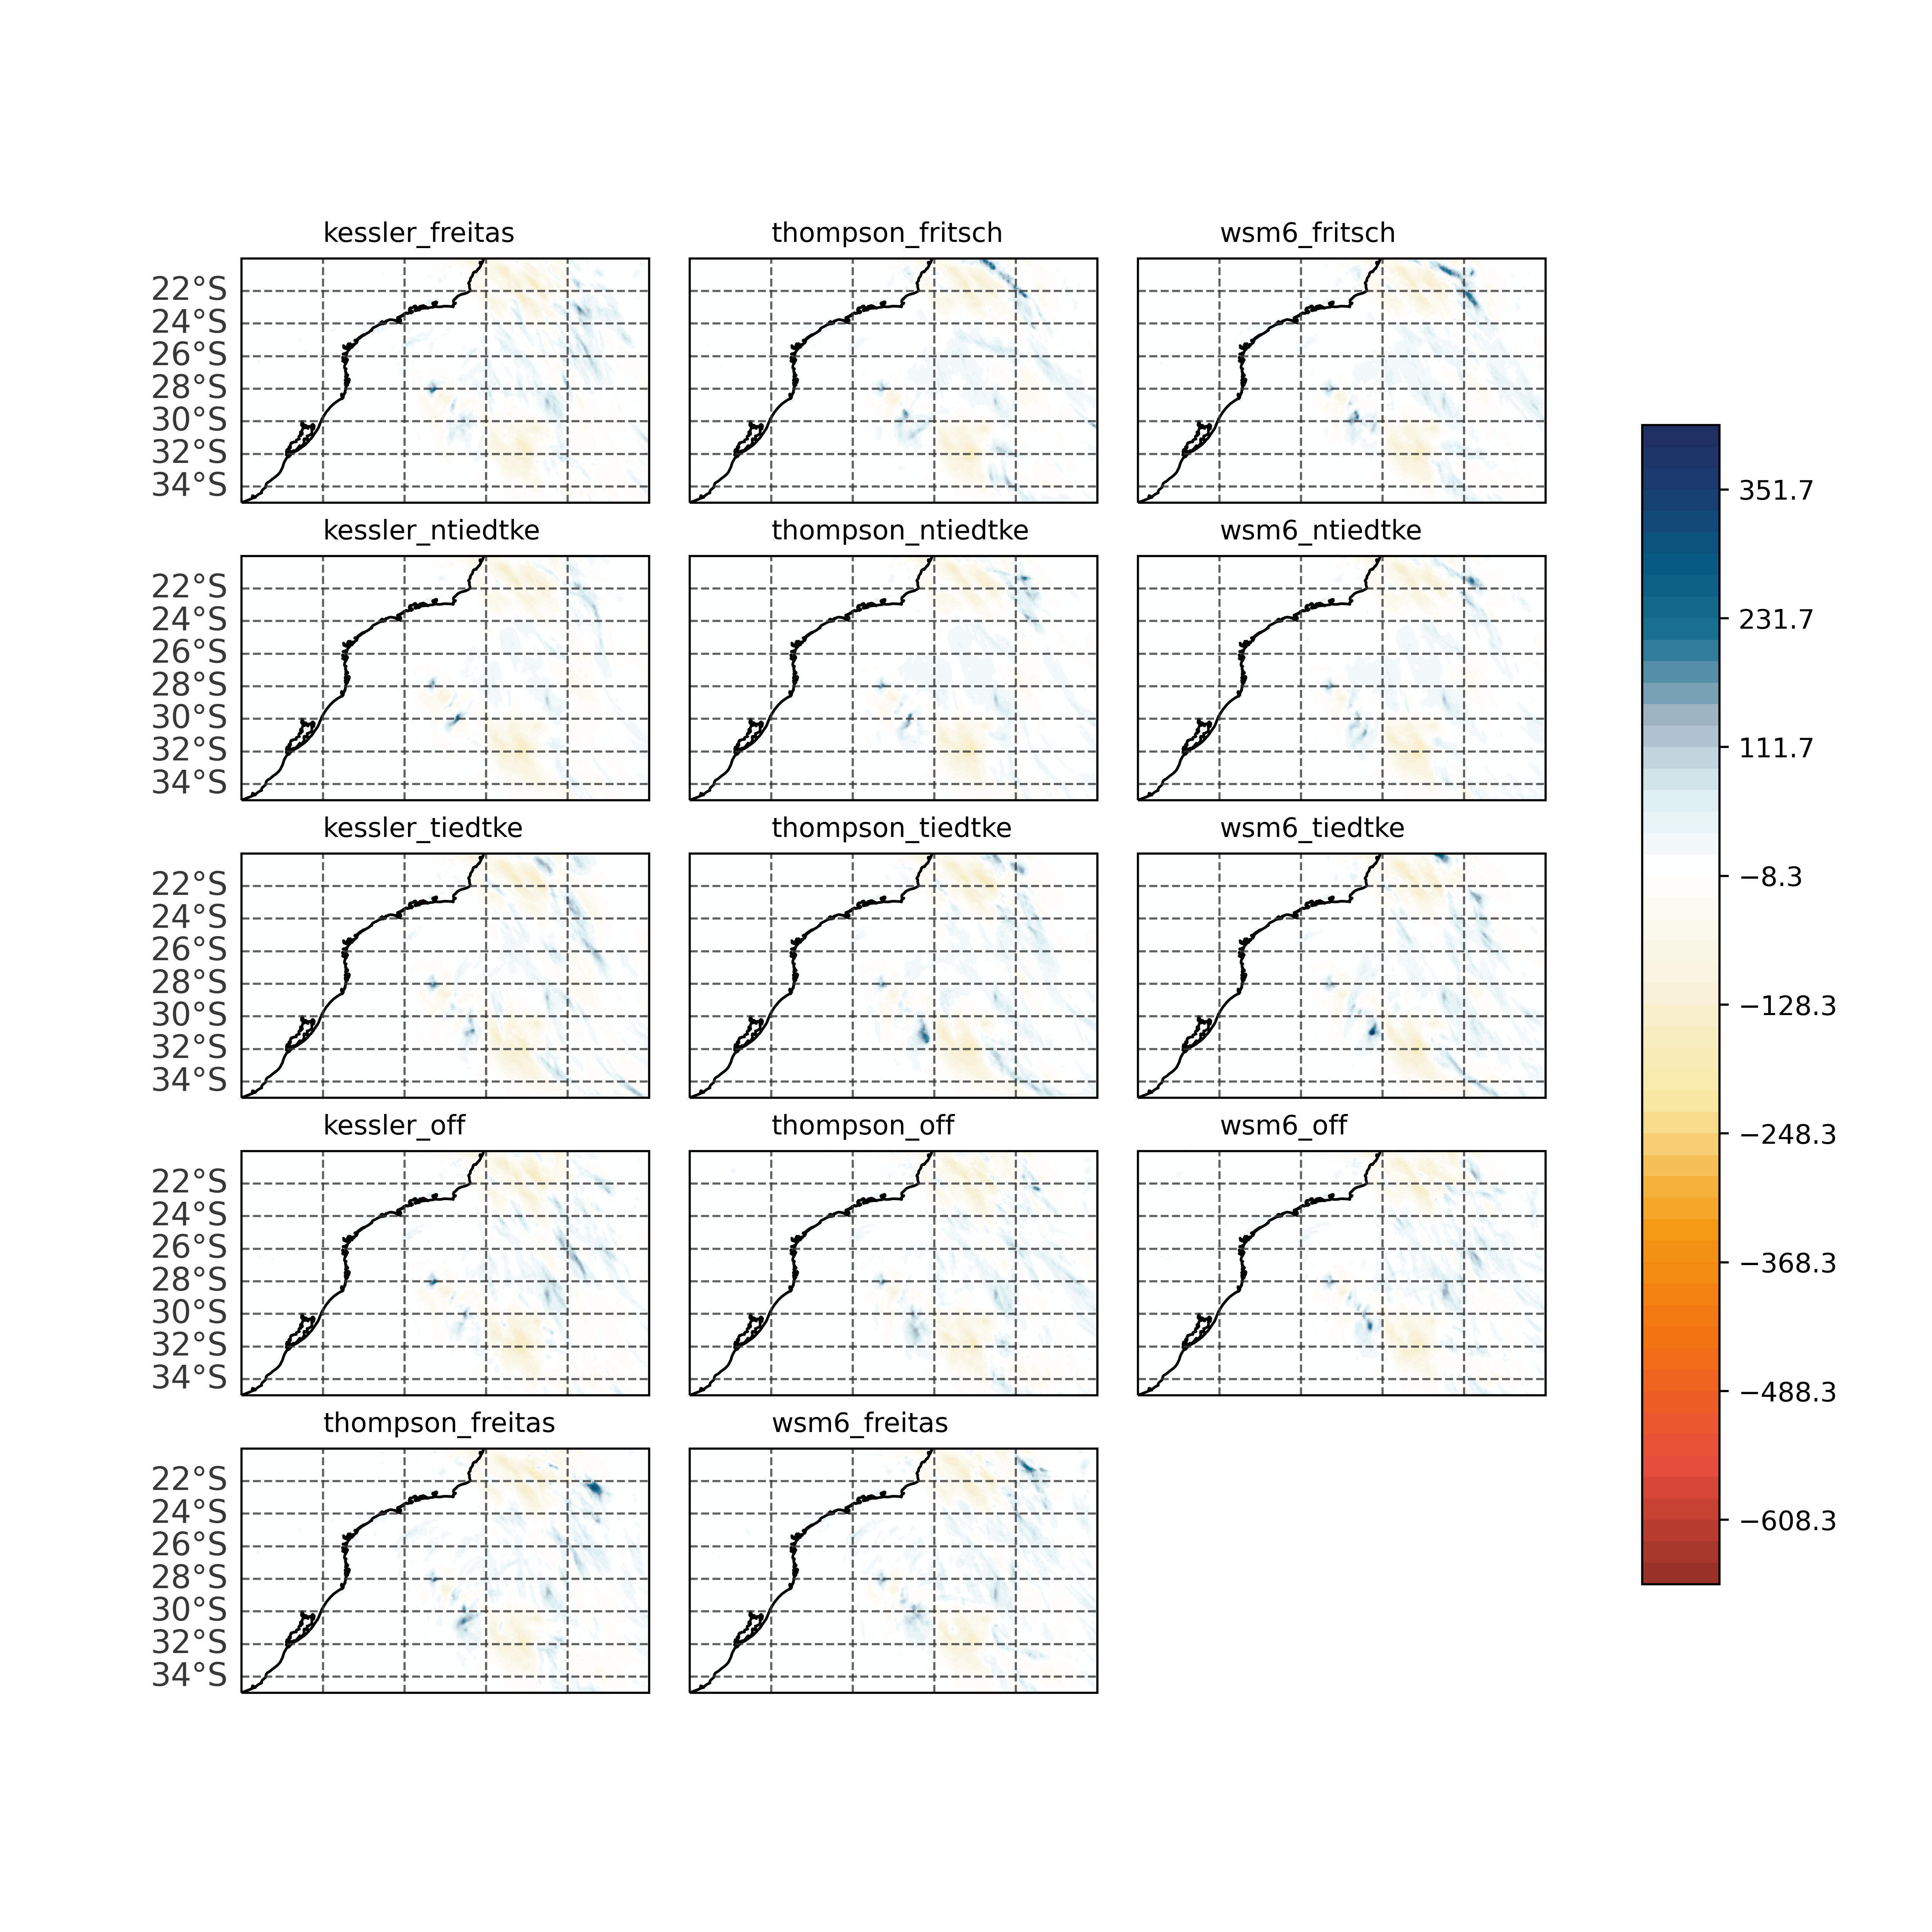 kessler_freitas thompson_fritsch wsm6_fritsch
22°S
24°S
26°S
28°S
30°S
32°S
34°S
kessler_ntiedtke thompson_ntiedtke wsm6_ntiedtke
22°S
24°S
26°S
28°S
30°S
32°S
34°S
kessler_tiedtke thompson_tiedtke wsm6_tiedtke
22°S
24°S
26°S
28°S
30°S
32°S
34°S
kessler_off thompson_off wsm6_off
22°S
24°S
26°S
28°S
30°S
32°S
34°S
thompson_freitas wsm6_freitas
22°S
24°S
26°S
28°S
30°S
32°S
34°S
351.7
231.7
111.7
−8.3
−128.3
−248.3
−368.3
−488.3
−608.3